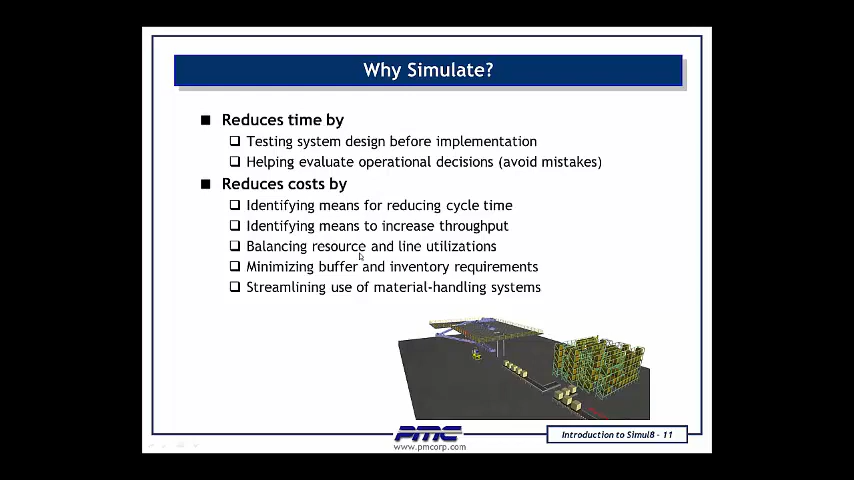 Why Simulate?
Reduces time by
Testing system design before implementation
Helping evaluate operational decisions (avoid mistakes)
Reduces costs by
Identifying means for reducing cycle time
Identifying means to increase throughput
Balancing resource and line utilizations
Minimizing buffer and inventory requirements
Streamlining use of material-handling systems
PMC
www.pmcorp.com
Introduction to Simul8 - 11